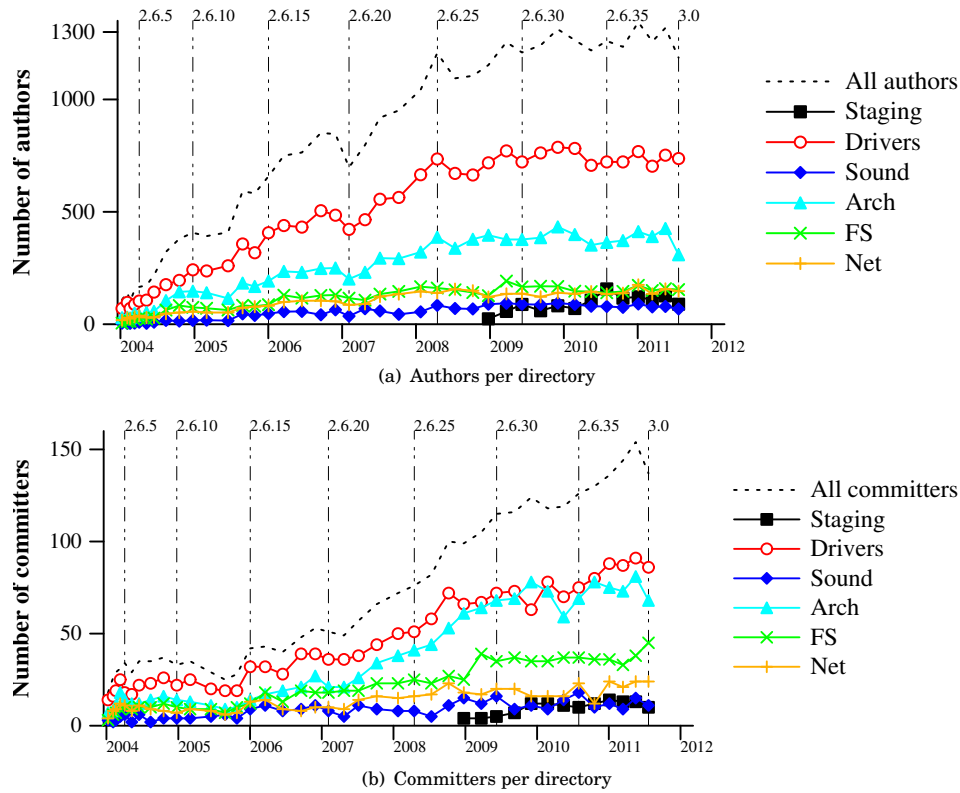 2.6.5 2.6.10 2.6.15 2.6.20 2.6.25 2.6.30 2.6.35 3.0
1300
1000
500
0
Number of authors
All authors
Staging
Drivers
Sound
Arch
FS
Net
2004 2005 2006 2007 2008 2009 2010 2011 2012
(a) Authors per directory
2.6.5 2.6.10 2.6.15 2.6.20 2.6.25 2.6.30 2.6.35 3.0
150
100
50
0
Number of committers
All committers
Staging
Drivers
Sound
Arch
FS
Net
2004 2005 2006 2007 2008 2009 2010 2011 2012
(b) Committers per directory